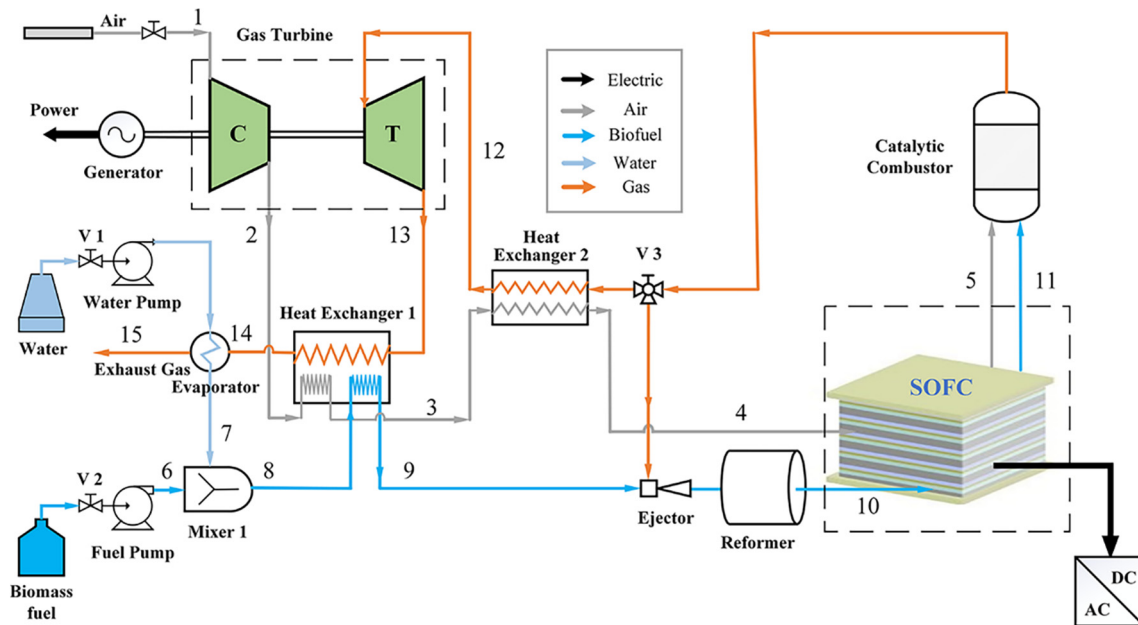 Air
1
Gas Turbine
Power
Generator
C
T
12
Electric
Air
Biofuel
Water
Gas
Catalytic
Combustor
V 1
2
13
Heat
Exchanger 2
V 3
5
11
Water Pump
Water
15
14
Heat Exchanger 1
Exhaust Gas
Evaporator
3
4
SOFC
7
V 2
6
8
9
10
Mixer 1
Fuel Pump
Ejector
Reformer
Biomass
fuel
DC
AC